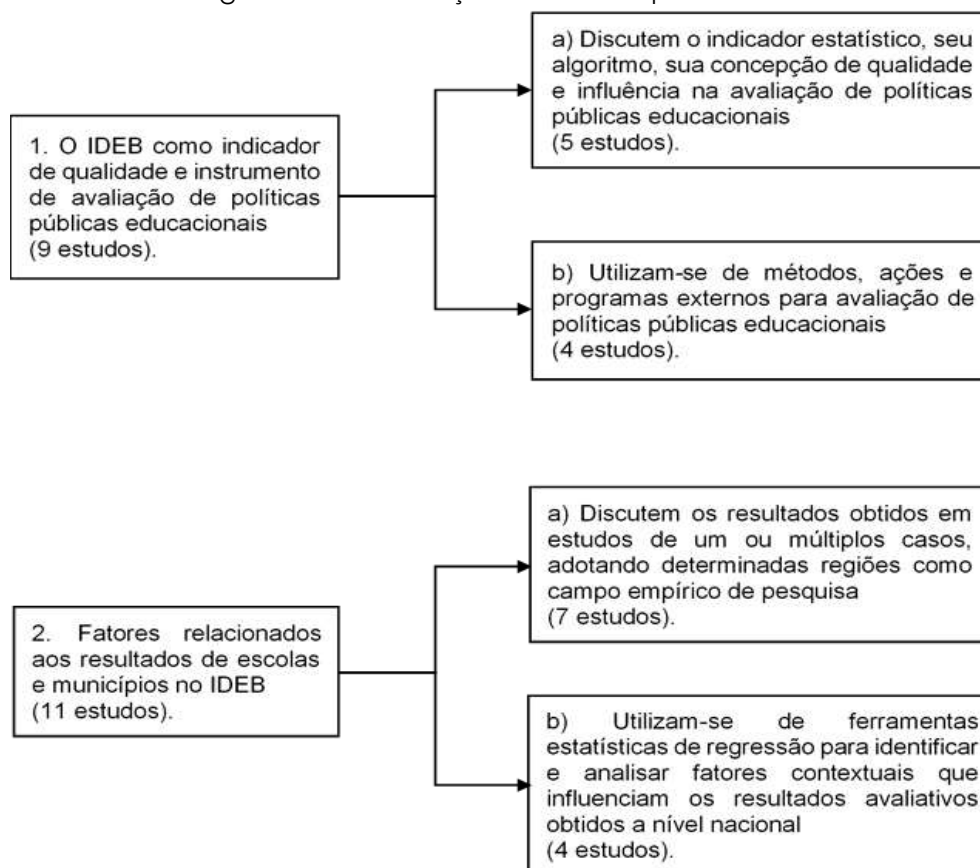 1. O IDEB como indicador
de qualidade e instrumento
de avaliação de políticas
públicas educacionais
(9 estudos).
a) Discutem o indicador estatístico, seu
algoritmo, sua concepção de qualidade
e influência na avaliação de políticas
públicas educacionais
(5 estudos).
b) Utilizam-se de métodos, ações e
programas externos para avaliação de
políticas públicas educacionais
(4 estudos).
2. Fatores relacionados
aos resultados de escolas
e municípios no IDEB
(11 estudos).
a) Discutem os resultados obtidos em
estudos de um ou múltiplos casos,
adotando determinadas regiões como
campo empírico de pesquisa
(7 estudos).
b) Utilizam-se de ferramentas
estatísticas de regressão para identificar
e analisar fatores contextuais que
influenciam os resultados avaliativos
obtidos a nível nacional
(4 estudos).